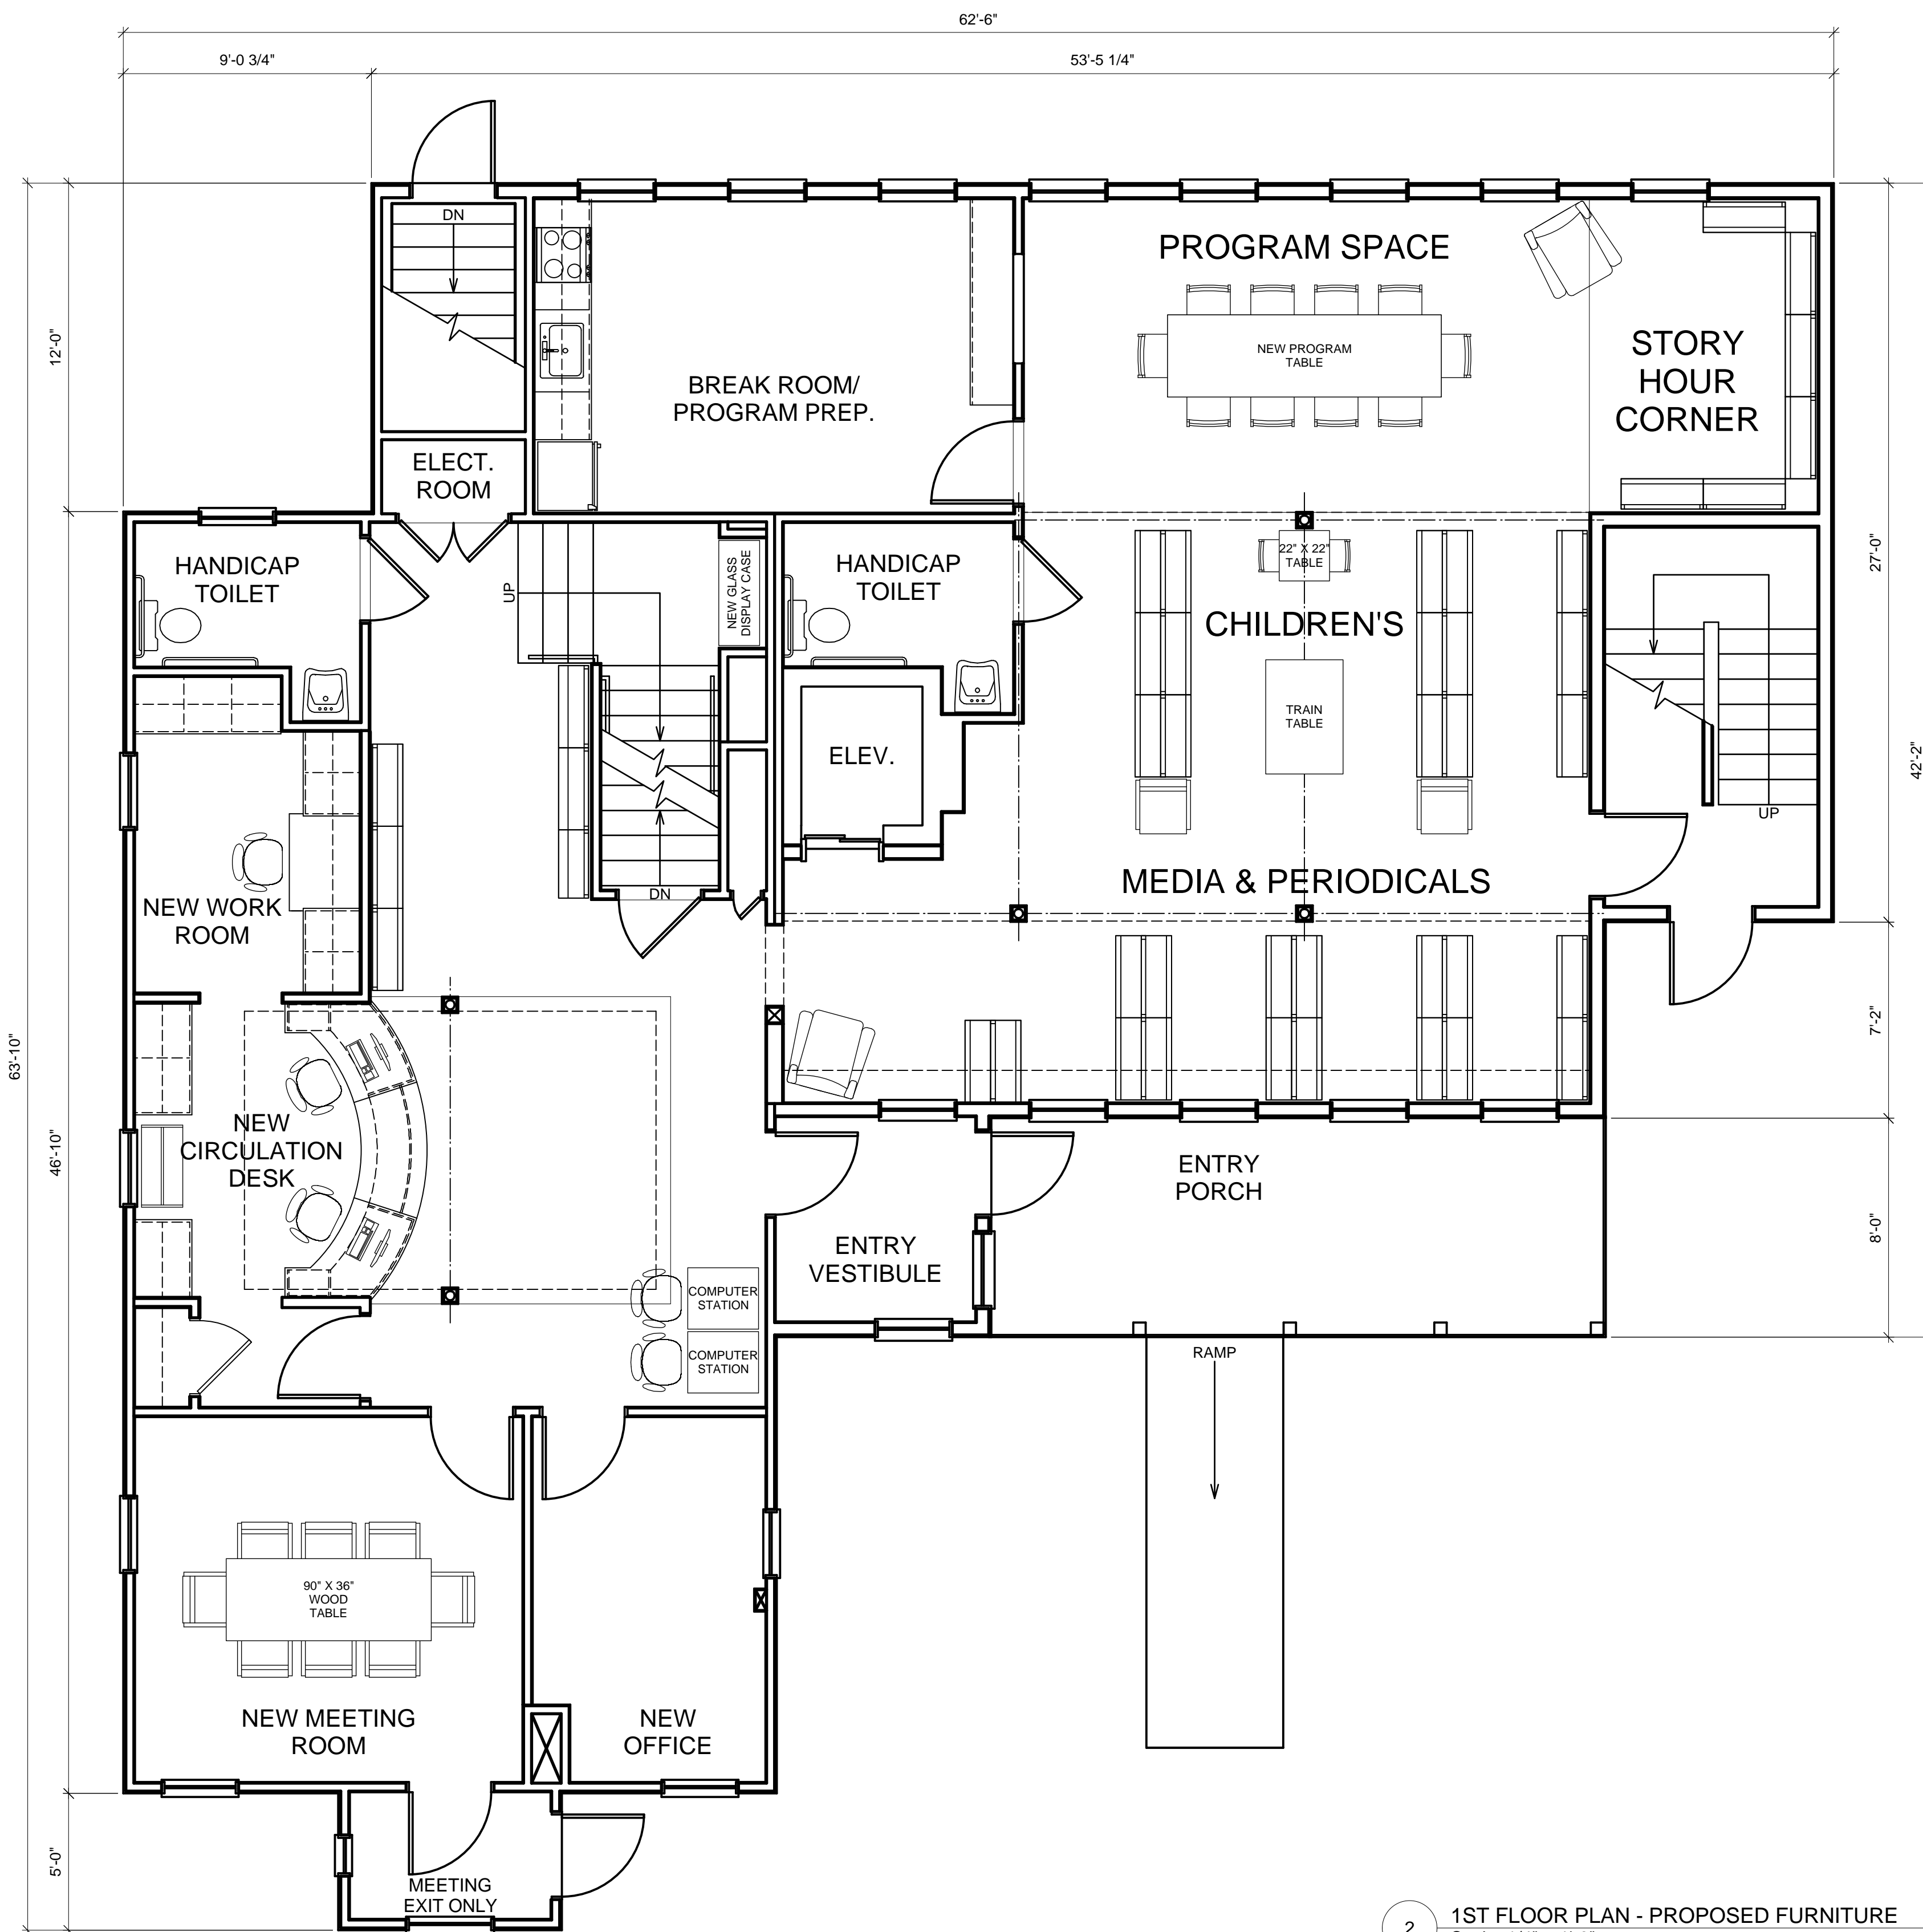 62'-6"
9'-0 3/4"
53'-5 1/4"
DN
PROGRAM SPACE
NEW PROGRAM
TABLE
STORY
HOUR
CORNER
12'-0"
BREAK ROOM/
PROGRAM PREP.
ELECT.
ROOM
HANDICAP
TOILET
UP
NEW GLASS
DISPLAY CASE
HANDICAP
TOILET
22" X 22"
TABLE
27'-0"
CHILDREN'S
TRAIN
TABLE
ELEV.
42'-2"
UP
NEW WORK
ROOM
DN
MEDIA & PERIODICALS
63'-10"
7'-2"
46'-10"
NEW
CIRCULATION
DESK
ENTRY
PORCH
ENTRY
VESTIBULE
8'-0"
COMPUTER
STATION
COMPUTER
STATION
RAMP
90" X 36"
WOOD
TABLE
NEW MEETING
ROOM
NEW
OFFICE
5'-0"
MEETING
EXIT ONLY
2
1ST FLOOR PLAN - PROPOSED FURNITURE